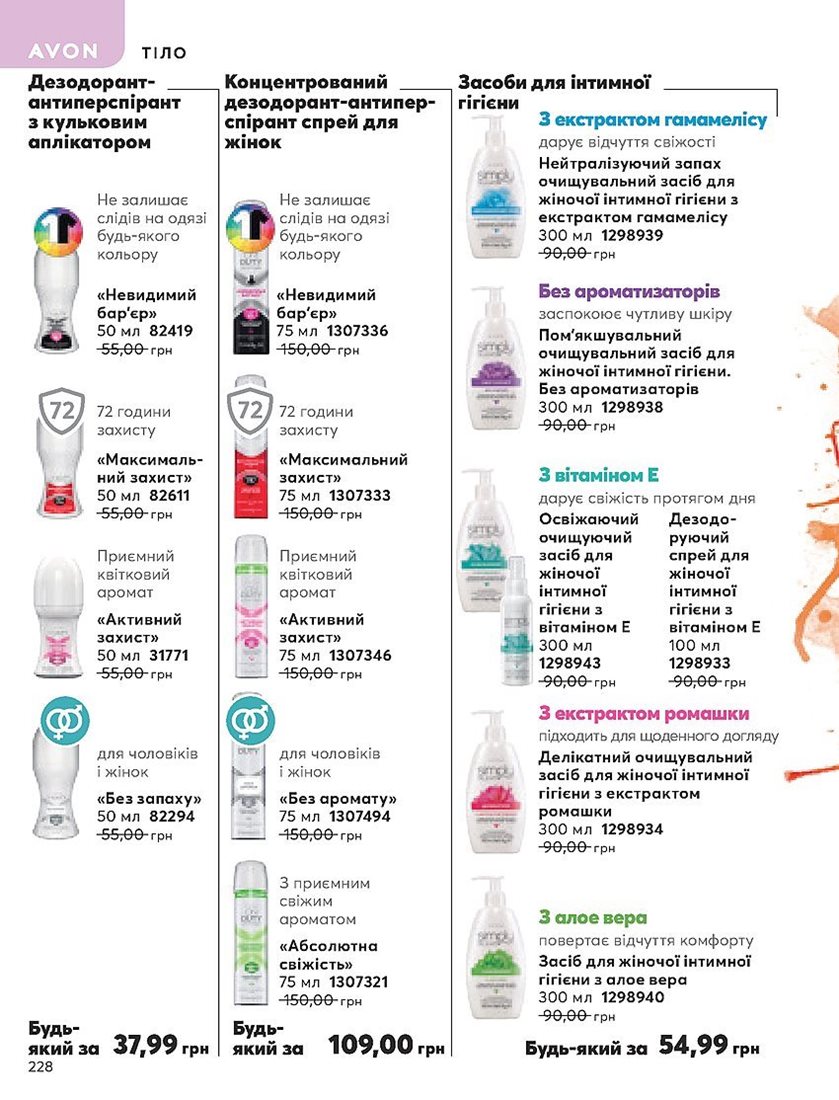 AVON
ТІЛО
Дезодорант-
антиперспірант
з кульковим
аплікатором
Не залишає
слідів на одязі
будь-якого
кольору
«Невидимий
бар’єр»
50 мл 82419
55,00 грн
72
72 години
захисту
«Максималь-
ний захист»
50 мл 82611
55,00 грн
Приємний
квітковий
аромат
«Активний
захист»
50 мл 31771
55,00 грн
для чоловіків
і жінок
«Без запаху»
50 мл 82294
55,00 грн
Будь-
який за 37,99 грн
228
Концентрований
дезодорант-антипер-
спірант спрей для
жінок
Не залишає
слідів на одязі
будь-якого
кольору
«Невидимий
бар’єр»
75 мл 1307336
150,00 грн
72
72 години
захисту
«Максимальний
захист»
75 мл 1307333
150,00 грн
Приємний
квітковий
аромат
«Активний
захист»
75 мл 1307346
150,00 грн
для чоловіків
і жінок
«Без аромату»
75 мл 1307494
150,00 грн
З приємним
свіжим
ароматом
«Абсолютна
свіжість»
75 мл 1307321
150,00 грн
Будь-
який за 109,00 грн
Засоби для інтимної
гігієни
З екстрактом гамамелісу
дарує відчуття свіжості
Нейтралізуючий запах
очищувальний засіб для
жіночої інтимної гігієни з
екстрактом гамамелісу
300 мл 1298939
90,00 грн
simply
Без ароматизаторів
заспокоює чутливу шкіру
Пом’якшувальний
очищувальний засіб для
жіночої інтимної гігієни.
Без ароматизаторів
300 мл 1298938
90,00 грн
simply
З вітаміном Е
дарує свіжість протягом дня
Освіжаючий
очищуючий
засіб для
жіночої
інтимної
гігієни з
вітаміном Е
300 мл
1298943
90,00 грн
Дезодо-
руючий
спрей для
жіночої
інтимної
гігієни з
вітаміном Е
100 мл
1298933
90,00 грн
simply
З екстрактом ромашки
підходить для щоденного догляду
Делікатний очищувальний
засіб для жіночої інтимної
гігієни з екстрактом
ромашки
300 мл 1298934
90,00 грн
simply
З алое вера
повертає відчуття комфорту
Засіб для жіночої інтимної
гігієни з алое вера
300 мл 1298940
90,00 грн
simply
Будь-який за 54,99 грн